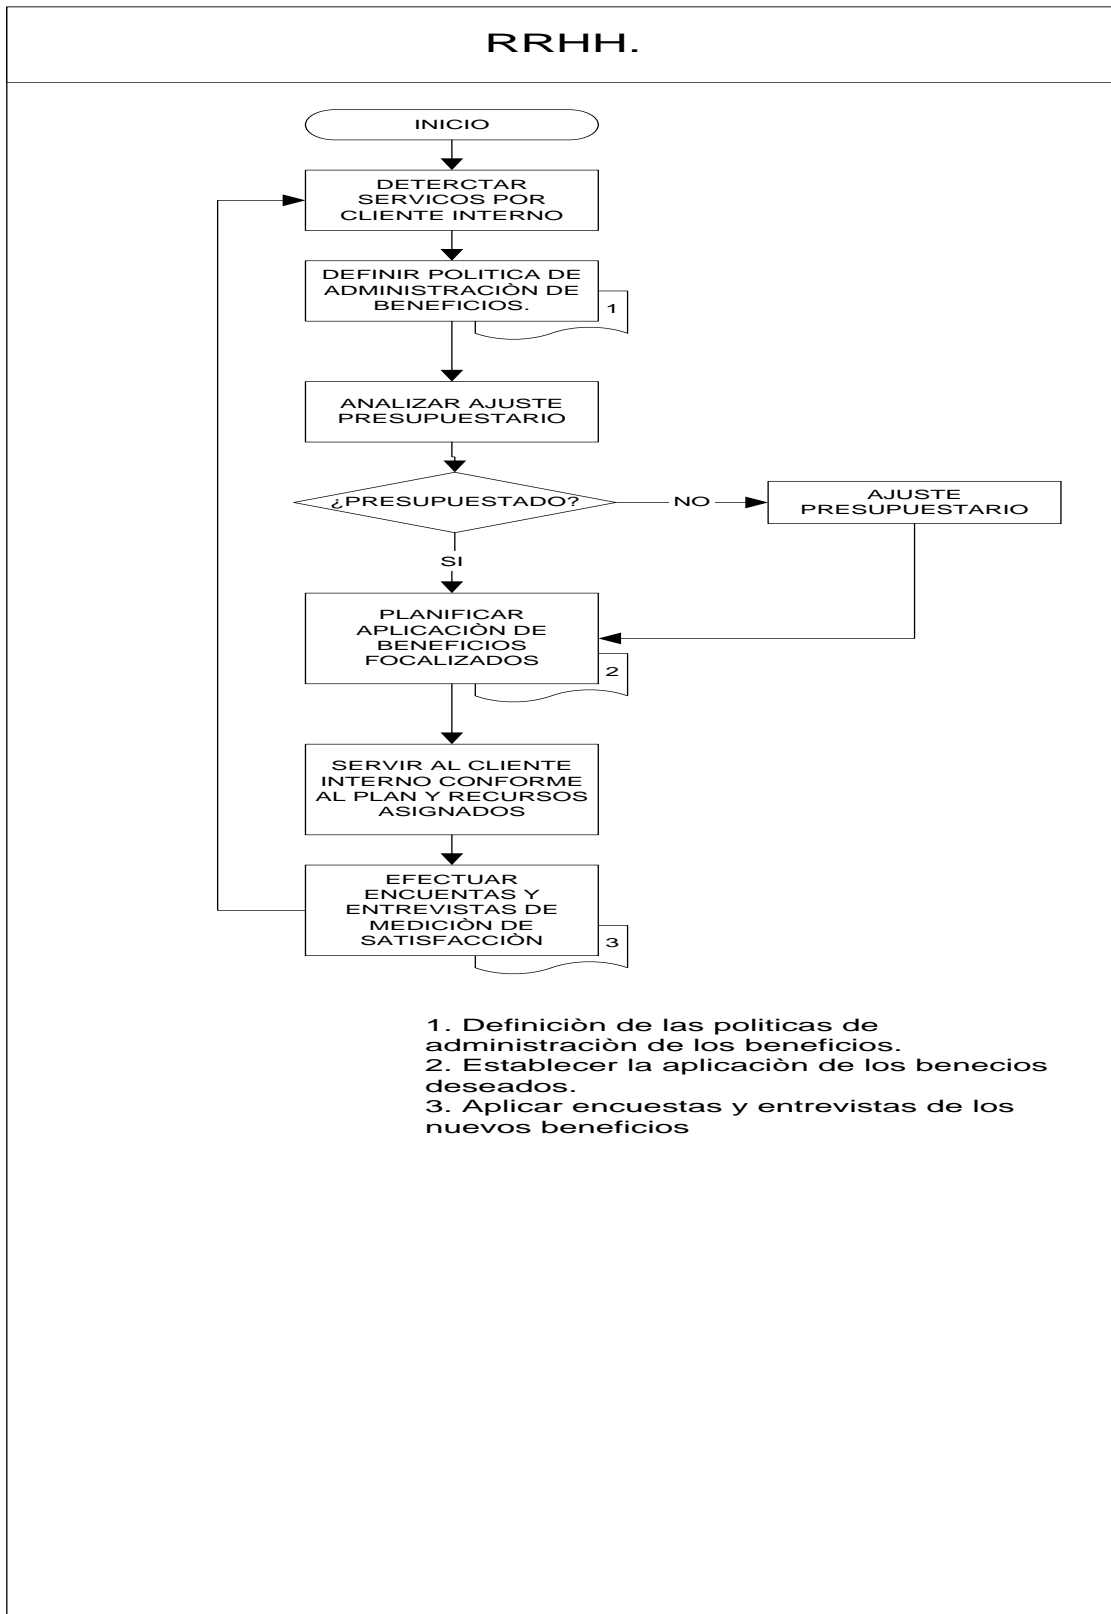 RRHH.
INICIO
DETERCTAR
SERVICOS POR
CLIENTE INTERNO
DEFINIR POLITICA DE
ADMINISTRACIÒN DE
BENEFICIOS.
1
ANALIZAR AJUSTE
PRESUPUESTARIO
¿PRESUPUESTADO?
NO
AJUSTE
PRESUPUESTARIO
SI
PLANIFICAR
APLICACIÒN DE
BENEFICIOS
FOCALIZADOS
2
SERVIR AL CLIENTE
INTERNO CONFORME
AL PLAN Y RECURSOS
ASIGNADOS
EFECTUAR
ENCUENTAS Y
ENTREVISTAS DE
MEDICIÒN DE
SATISFACCIÒN
3
1. Definiciòn de las politicas de
administraciòn de los beneficios.
2. Establecer la aplicaciòn de los benecios
deseados.
3. Aplicar encuestas y entrevistas de los
nuevos beneficios